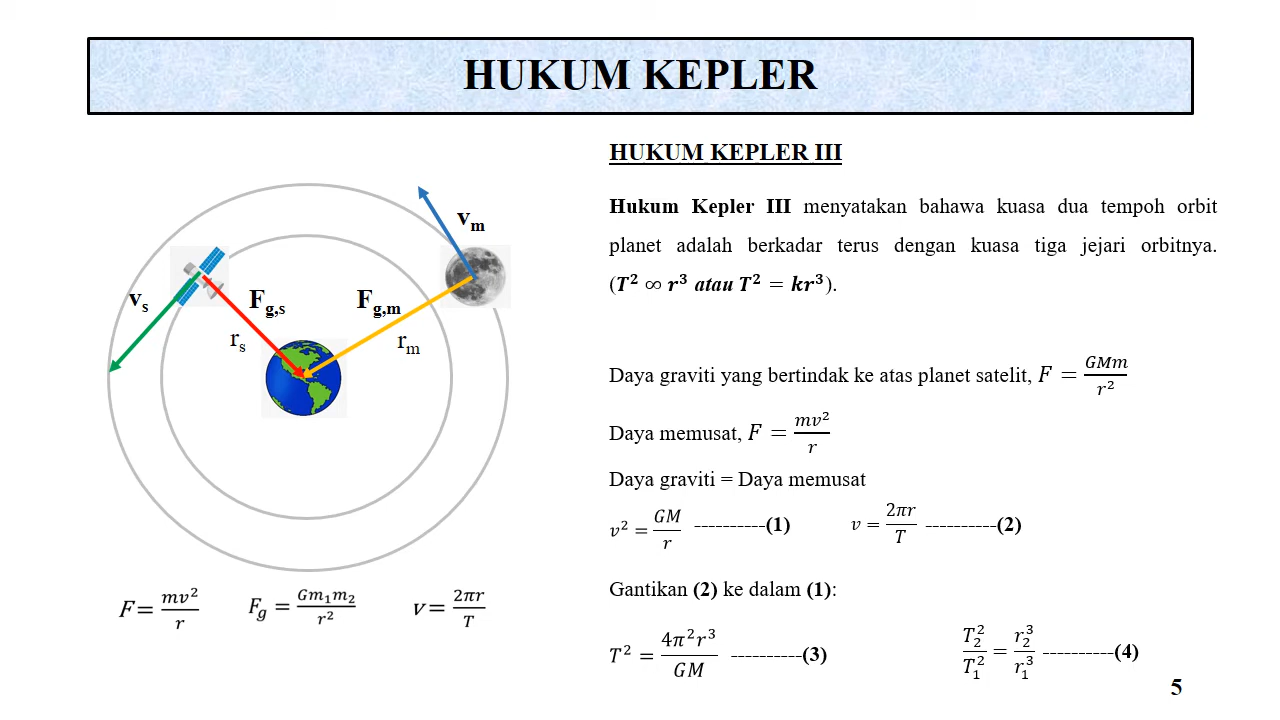 HUKUM KEPLER
HUKUM KEPLER III
Hukum Kepler III menyatakan bahawa kuasa dua tempoh orbit
planet adalah berkadar terus dengan kuasa tiga jejari orbitnya.
(T² ∞ r³ atau T² = kr³).
Daya graviti yang bertindak ke atas planet satelit, F = GMm/r²
Daya memusat, F = mv²/r
Daya graviti = Daya memusat
v² = GM/r ----------(1) v = 2πr/T ----------(2)
Gantikan (2) ke dalam (1):
T² = 4π²r³/GM ----------(3) T₂²/T₁² = r₂³/r₁³ ----------(4)
vₘ
vₛ
F_g,s F_g,m
rₛ rₘ
F = mv²/r F_g = Gm₁m₂/r² v = 2πr/T
5